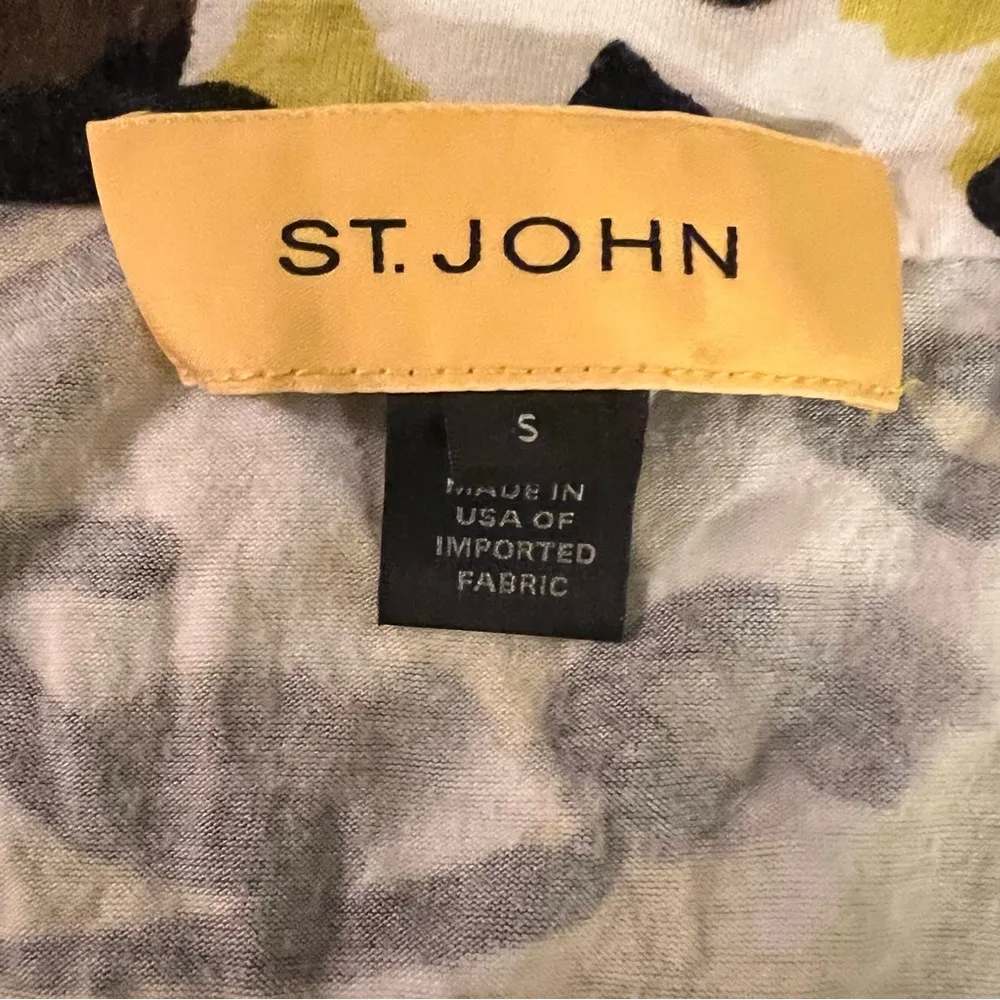 ST. JOHN
S
MADE IN
USA OF
IMPORTED
FABRIC